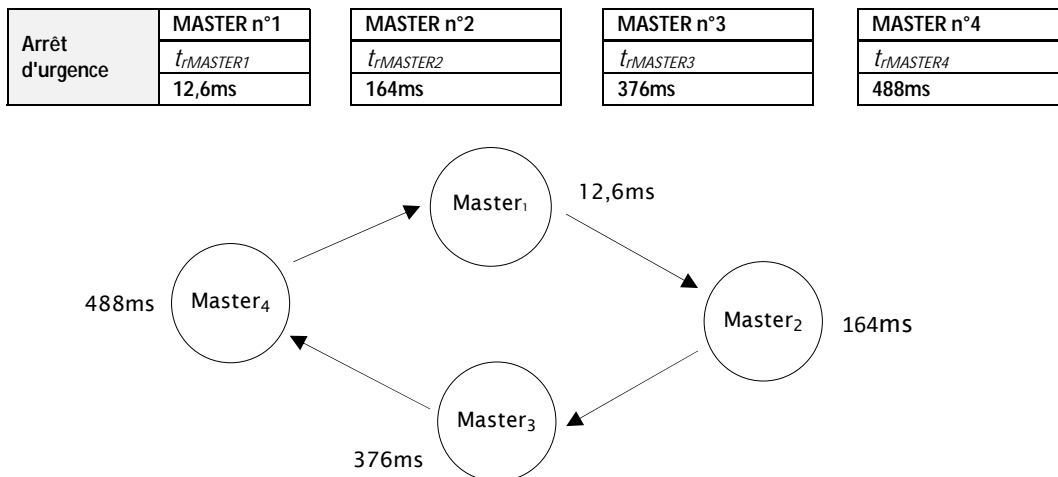 Arrêt
d'urgence
MASTER n°1
MASTER n°2
MASTER n°3
MASTER n°4
trMASTER1
trMASTER2
trMASTER3
trMASTER4
12,6ms
164ms
376ms
488ms
Master₁
12,6ms
Master₄
488ms
Master₂
164ms
Master₃
376ms